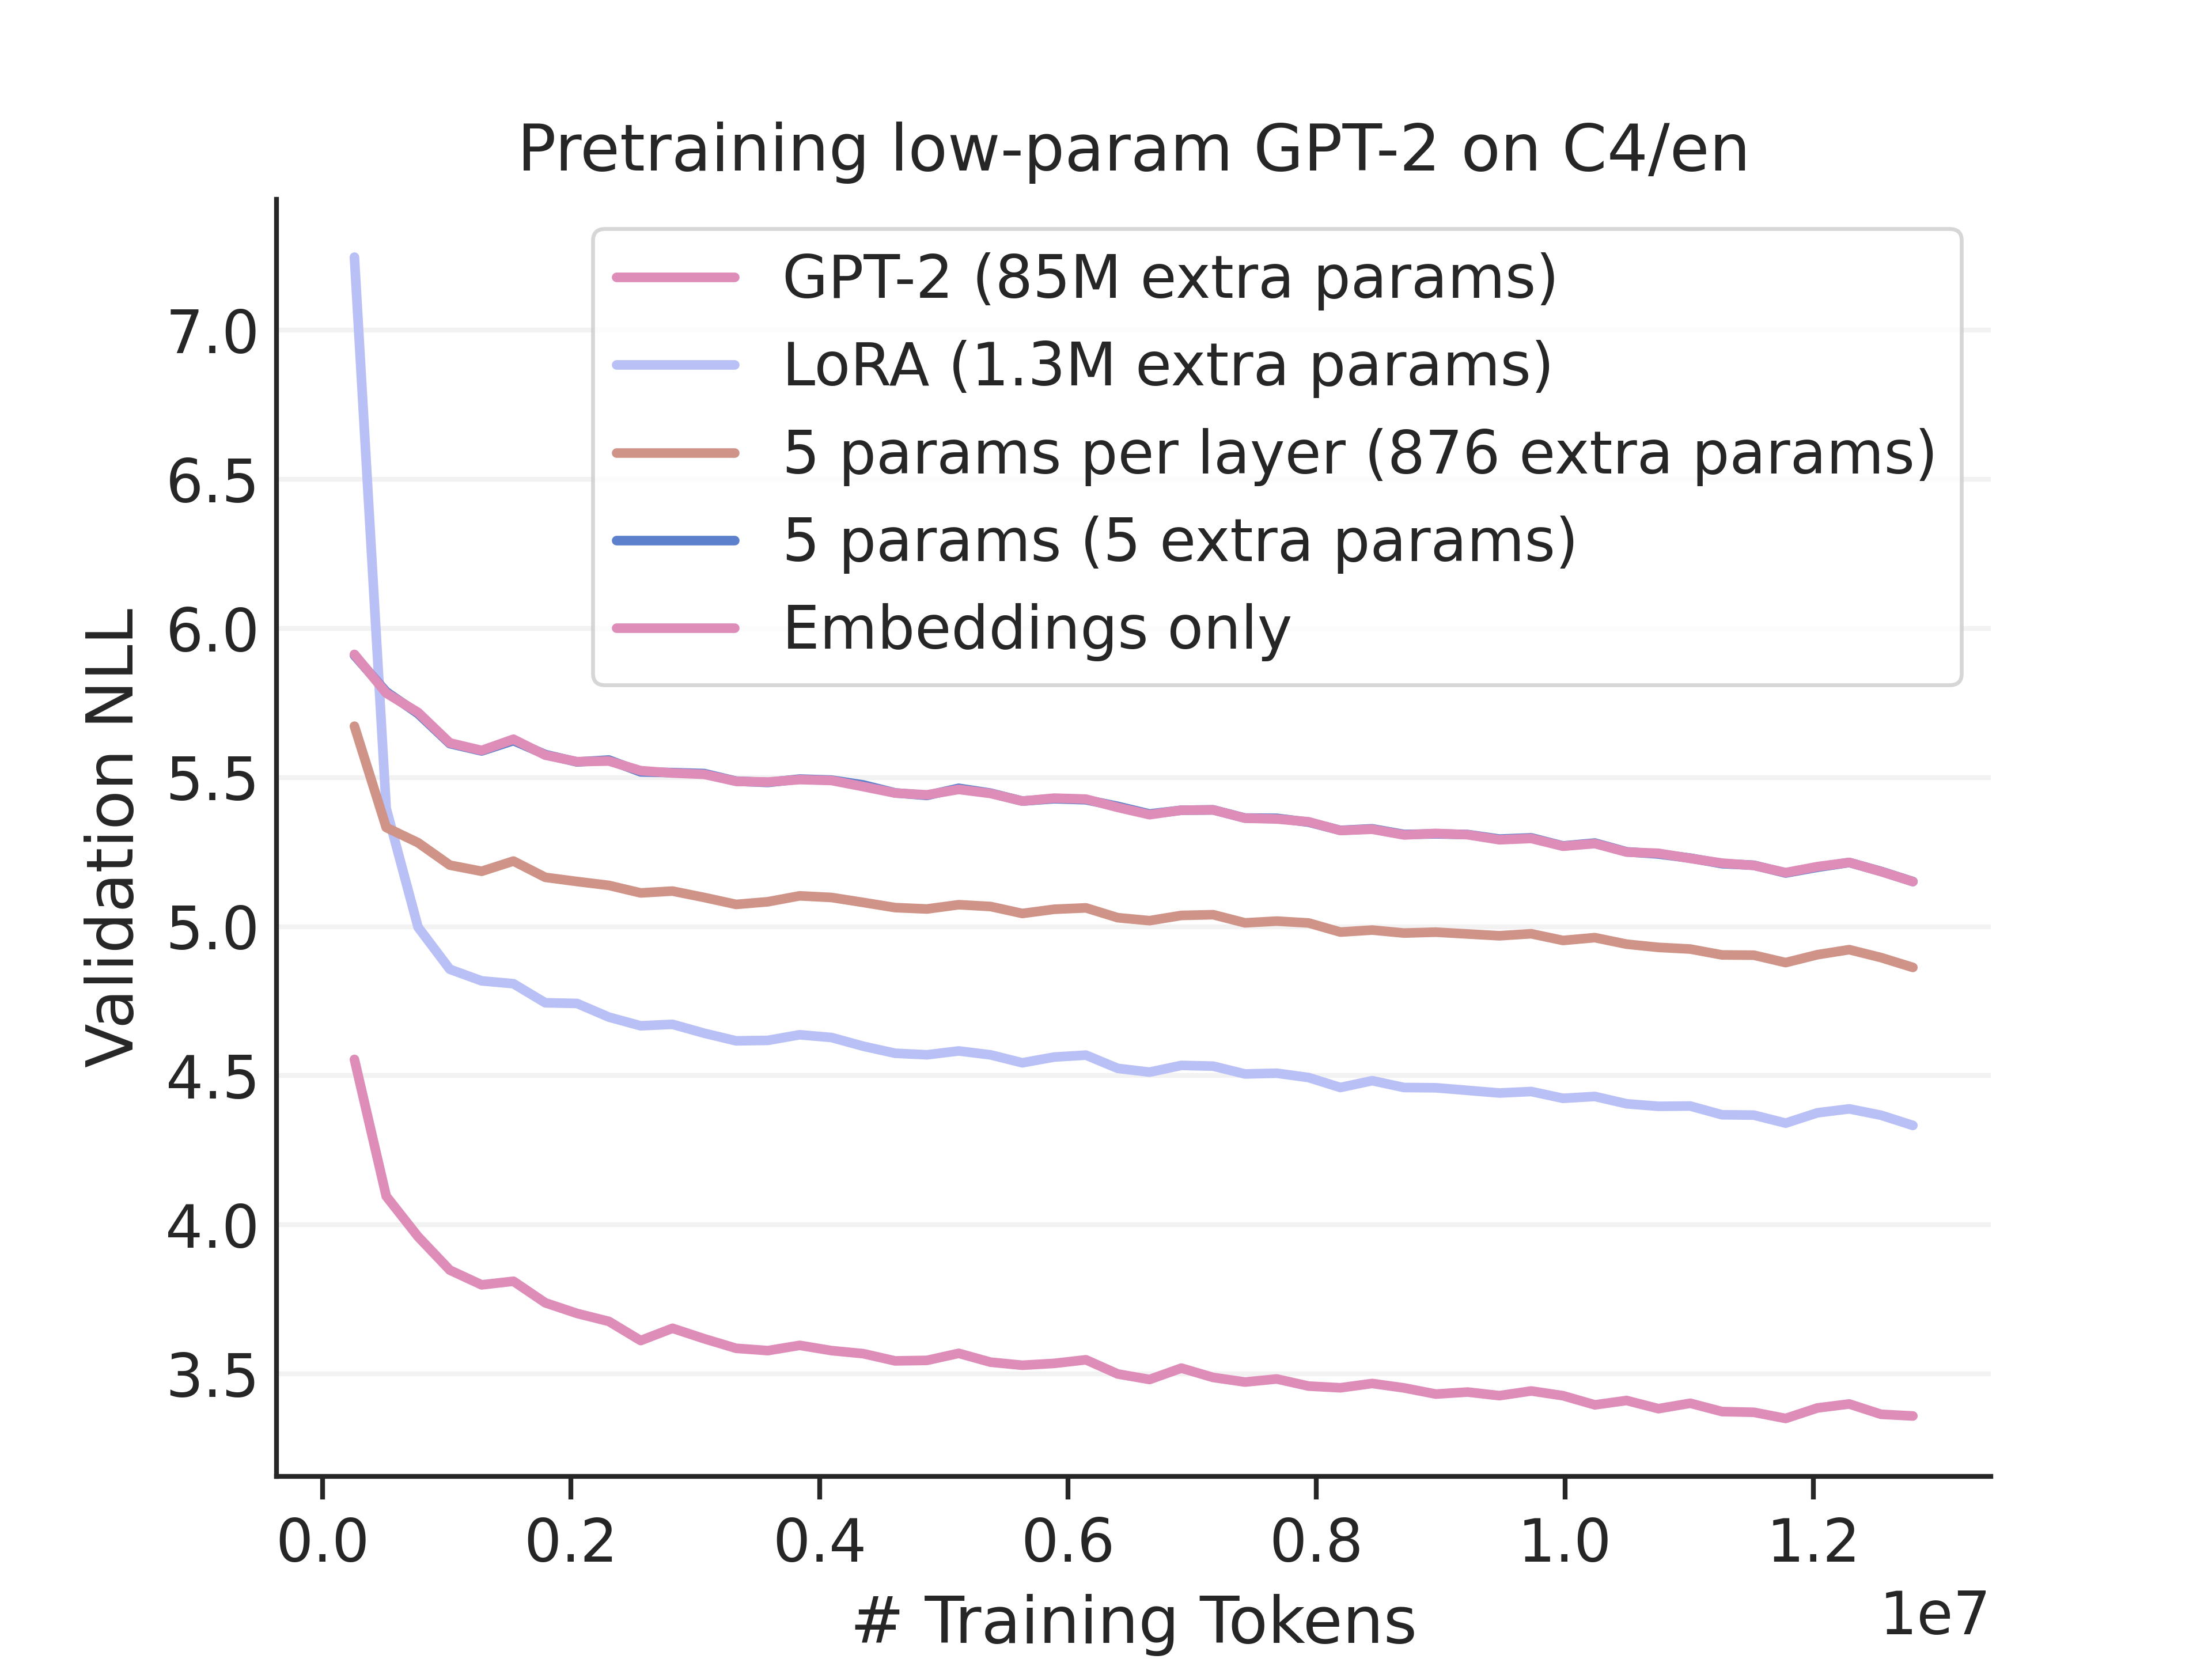 Pretraining low-param GPT-2 on C4/en
GPT-2 (85M extra params)
LoRA (1.3M extra params)
5 params per layer (876 extra params)
5 params (5 extra params)
Embeddings only
Validation NLL
7.0
6.5
6.0
5.5
5.0
4.5
4.0
3.5
0.0 0.2 0.4 0.6 0.8 1.0 1.2
1e7
# Training Tokens